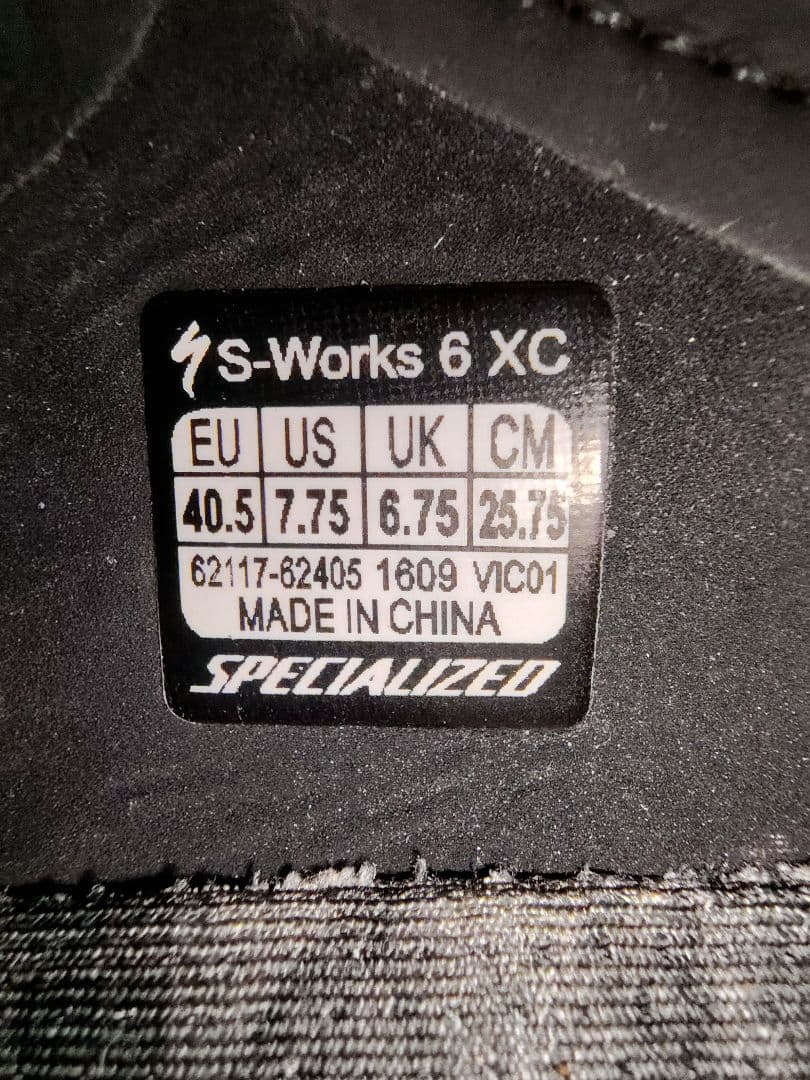 S-Works 6 XC
EU US UK CM
40.5 7.75 6.75 25.75
62117-62405 1609 VIC01
MADE IN CHINA
SPECIALIZED